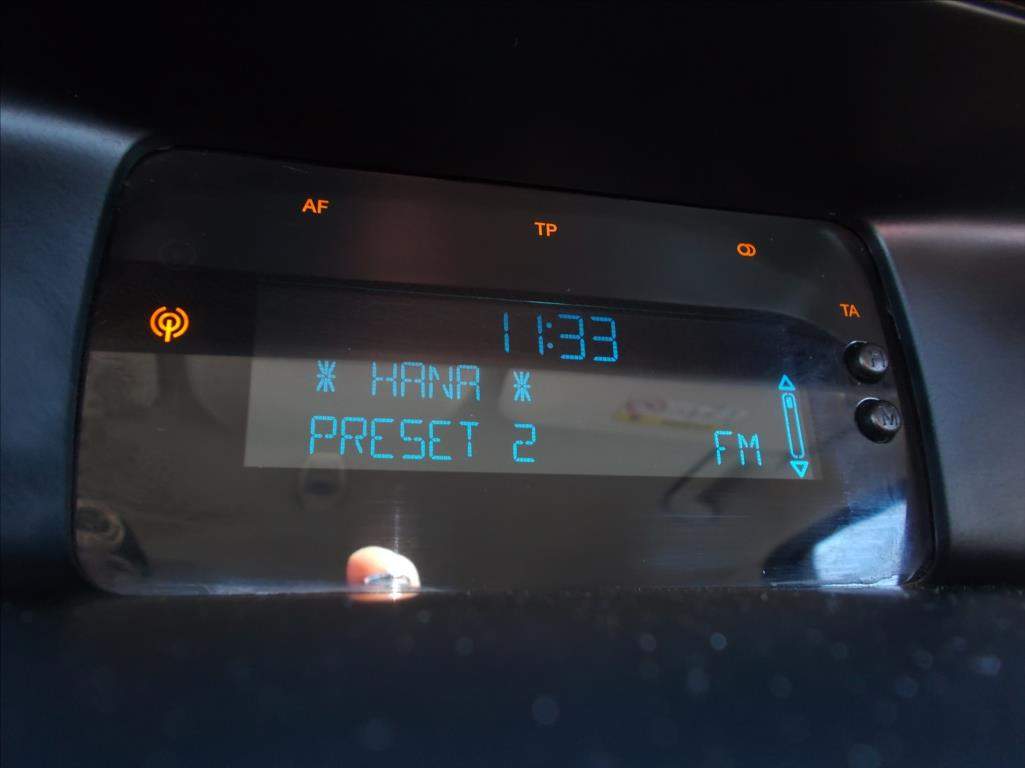 AF
TP
TA
11:33
* HANA *
PRESET 2 FM
H
M